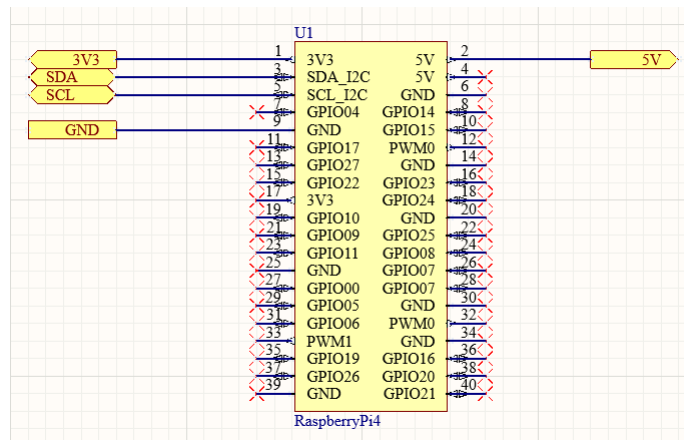 U1
3V3 1 3V3 5V 2 5V
SDA 3 SDA_I2C 5V 4
SCL 5 SCL_I2C GND 6
7 GPIO04 GPIO14 8
GND 9 GND GPIO15 10
11 GPIO17 PWM0 12
13 GPIO27 GND 14
15 GPIO22 GPIO23 16
17 3V3 GPIO24 18
19 GPIO10 GND 20
21 GPIO09 GPIO25 22
23 GPIO11 GPIO08 24
25 GND GPIO07 26
27 GPIO00 GPIO07 28
29 GPIO05 GND 30
31 GPIO06 PWM0 32
33 PWM1 GND 34
35 GPIO19 GPIO16 36
37 GPIO26 GPIO20 38
39 GND GPIO21 40
RaspberryPi4